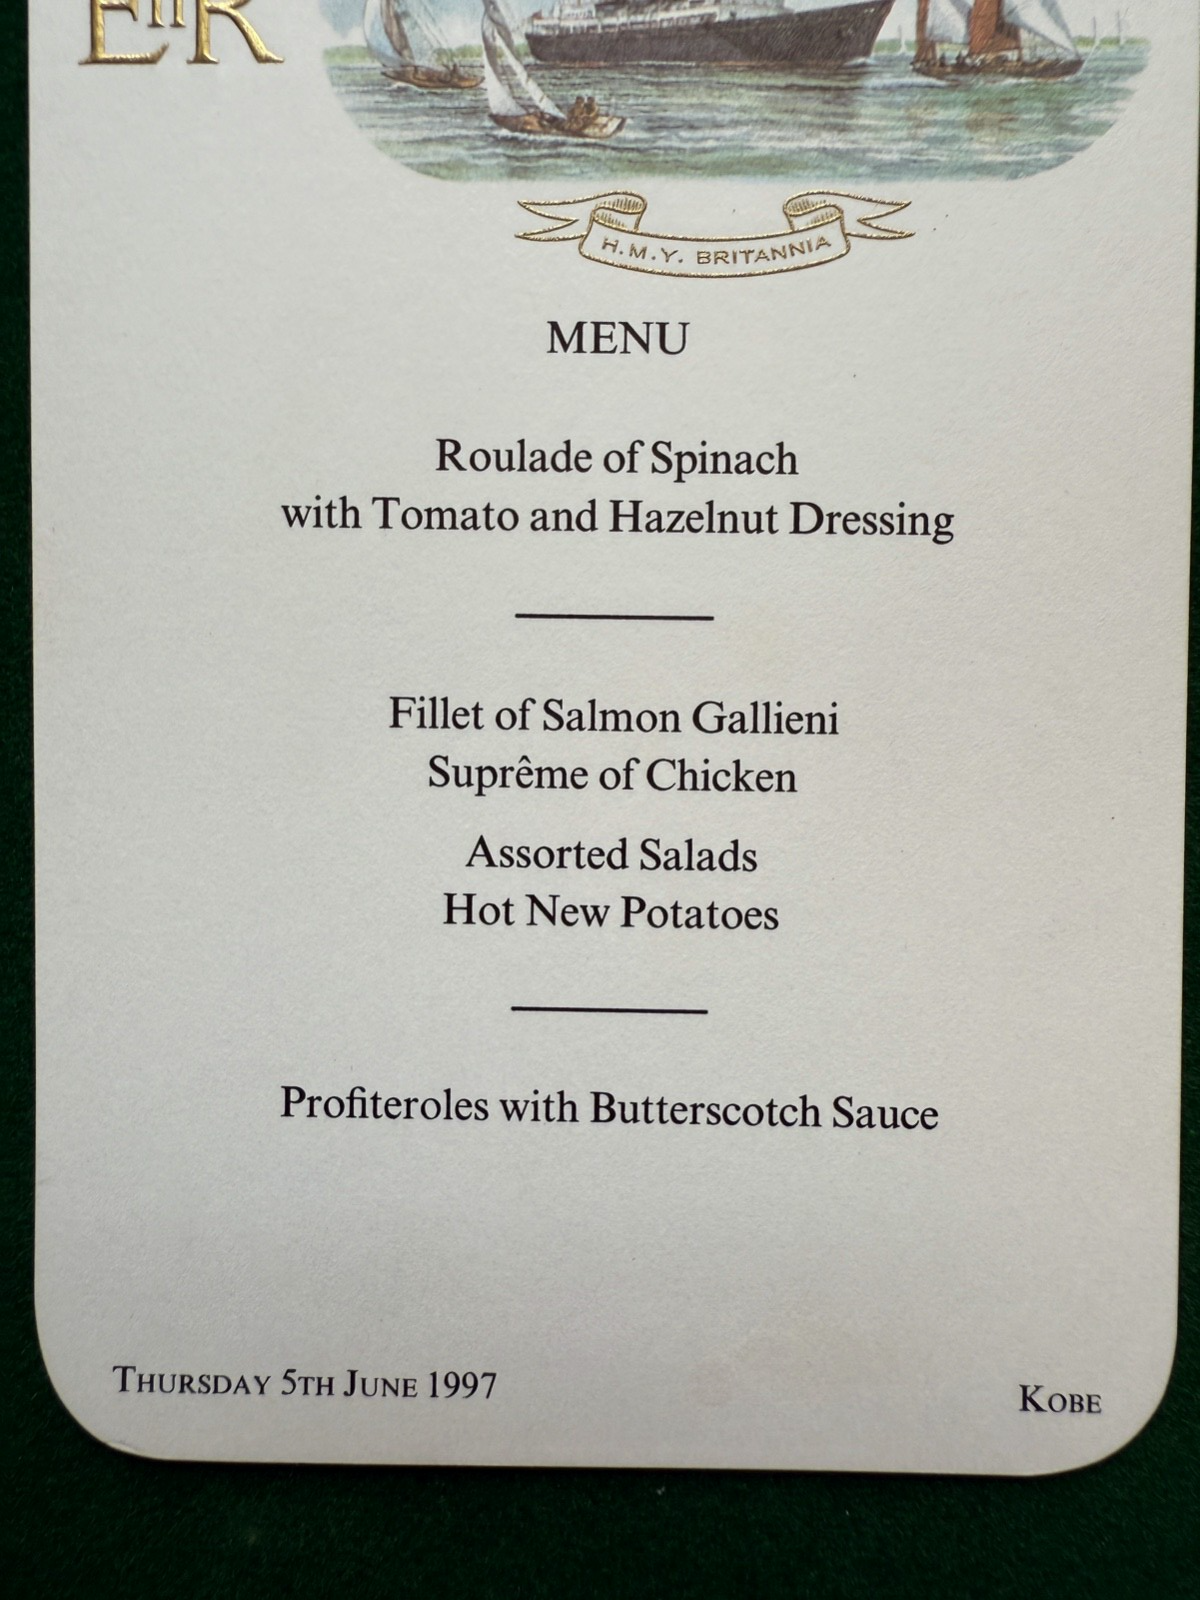 EIIR
H.M.Y. BRITANNIA
MENU
Roulade of Spinach
with Tomato and Hazelnut Dressing
Fillet of Salmon Gallieni
Suprême of Chicken
Assorted Salads
Hot New Potatoes
Profiteroles with Butterscotch Sauce
THURSDAY 5TH JUNE 1997
KOBE